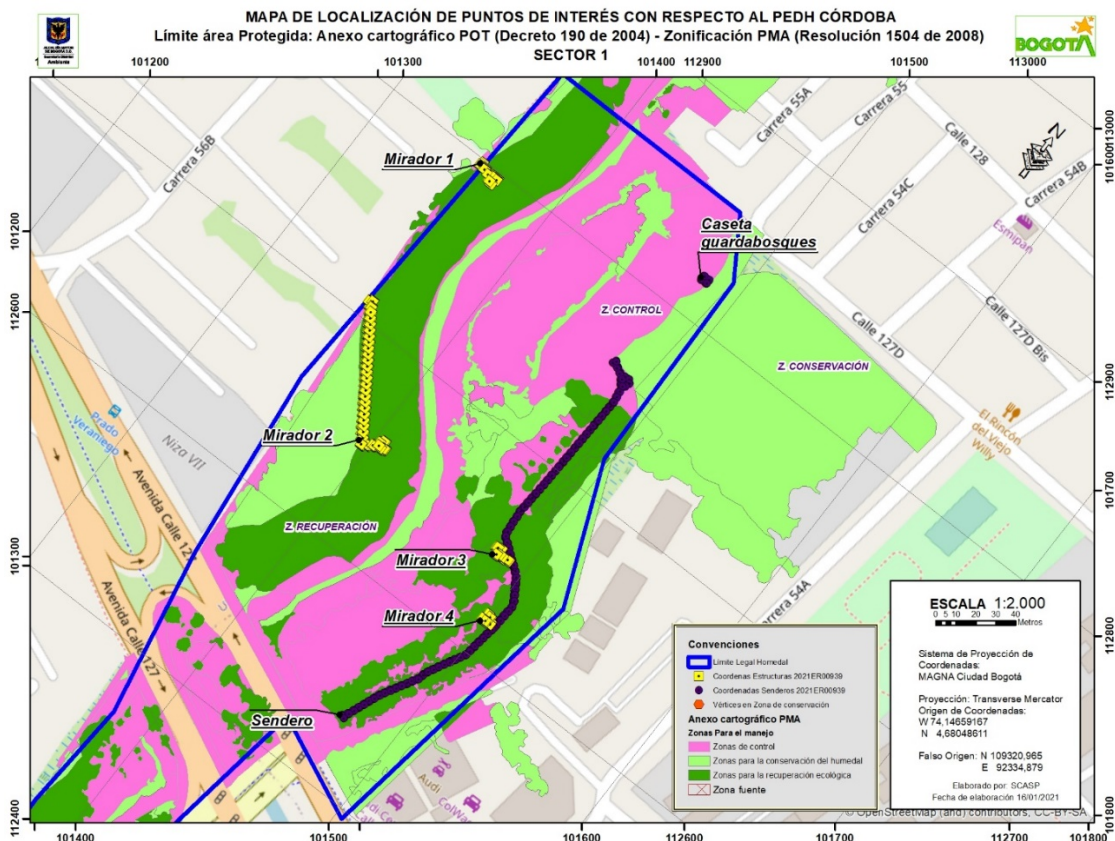 MAPA DE LOCALIZACIÓN DE PUNTOS DE INTERÉS CON RESPECTO AL PEDH CÓRDOBA
Límite área Protegida: Anexo cartográfico POT (Decreto 190 de 2004) - Zonificación PMA (Resolución 1504 de 2008)
SECTOR 1
BOGOTÁ
101200
101300
101400
112900
101500
113000
Carrera 55A
Carrera 55
Calle 128
Carrera 54C
Carrera 54B
Esmipan
Carrera 56B
Mirador 1
Caseta
guardabosques
N
113000
101600
101200
112600
Z. CONTROL
Calle 127D
Calle 127D Bis
Z. CONSERVACIÓN
112900
Prado
Veraniego
Niza VII
Mirador 2
El Rincón
del Viejo
Willy
101700
Z. RECUPERACIÓN
Avenida Calle 127
Avenida Calle 127
101300
Mirador 3
Mirador 4
Carrera 54A
112800
Sendero
Audi
112400
101400
101500
101600
112600
101700
112700
101800
101800
ESCALA 1:2.000
0 5 10 20 30 40
Metros
Sistema de Proyección de
Coordenadas:
MAGNA Ciudad Bogotá
Proyección: Transverse Mercator
Origen de Coordenadas:
W 74,14659167
N 4,68048611
Falso Origen: N 109320,965
E 92334,879
Elaborado por: SCASP
Fecha de elaboración 16/01/2021
Convenciones
Límite Legal Homedal
Coordenas Estructuras 2021ER00939
Coordenadas Senderos 2021ER00939
Vértices en Zona de conservación
Anexo cartográfico PMA
Zonas Para el manejo
Zonas de control
Zonas para la conservación del humedal
Zonas para la recuperación ecológica
Zona fuente
© OpenStreetMap (and) contributors, CC-BY-SA